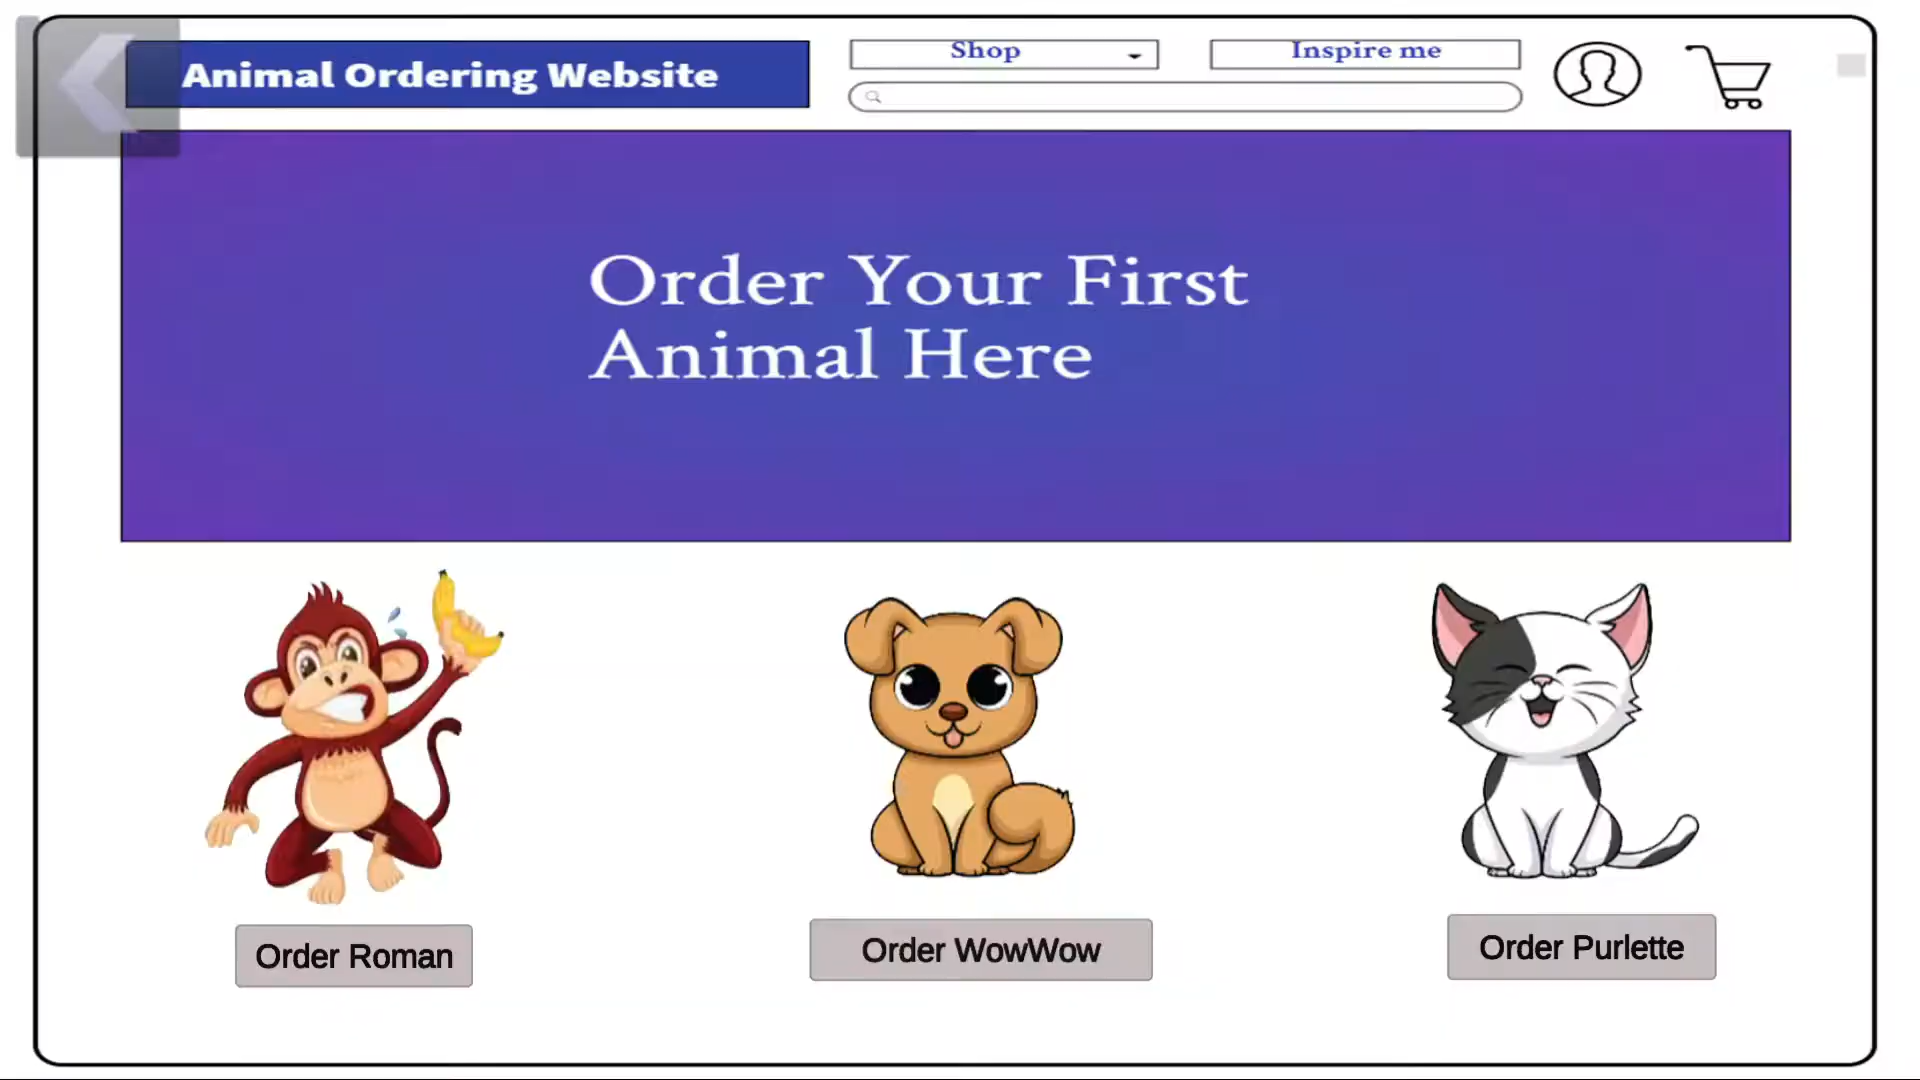 Animal Ordering Website
Shop
Inspire me
Order Your First
Animal Here
Order Roman
Order WowWow
Order Purlette